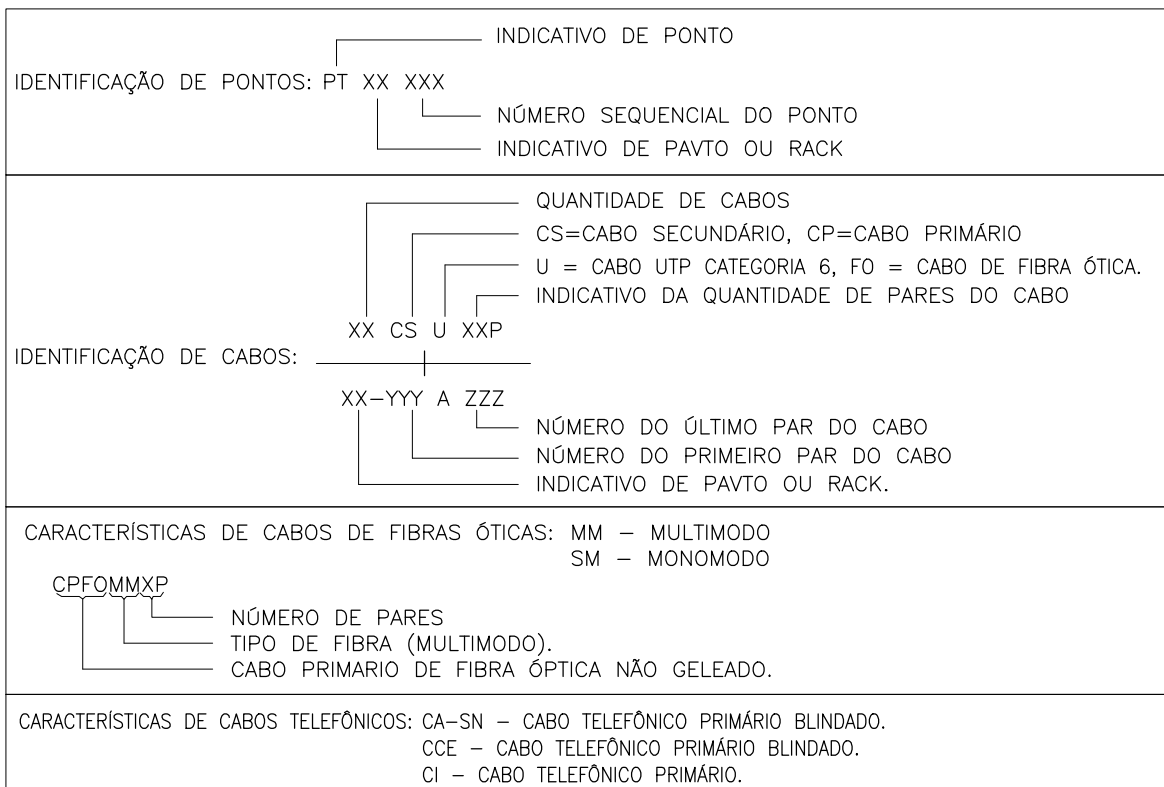 INDICATIVO DE PONTO
IDENTIFICAÇÃO DE PONTOS: PT XX XXX
NÚMERO SEQUENCIAL DO PONTO
INDICATIVO DE PAVTO OU RACK
QUANTIDADE DE CABOS
CS=CABO SECUNDÁRIO, CP=CABO PRIMÁRIO
U = CABO UTP CATEGORIA 6, FO = CABO DE FIBRA ÓTICA.
INDICATIVO DA QUANTIDADE DE PARES DO CABO
XX CS U XXP
IDENTIFICAÇÃO DE CABOS:
XX-YYY A ZZZ
NÚMERO DO ÚLTIMO PAR DO CABO
NÚMERO DO PRIMEIRO PAR DO CABO
INDICATIVO DE PAVTO OU RACK.
CARACTERÍSTICAS DE CABOS DE FIBRAS ÓTICAS: MM - MULTIMODO
SM - MONOMODO
CPFOMMXP
NÚMERO DE PARES
TIPO DE FIBRA (MULTIMODO).
CABO PRIMARIO DE FIBRA ÓPTICA NÃO GELEADO.
CARACTERÍSTICAS DE CABOS TELEFÔNICOS: CA-SN - CABO TELEFÔNICO PRIMÁRIO BLINDADO.
CCE - CABO TELEFÔNICO PRIMÁRIO BLINDADO.
CI - CABO TELEFÔNICO PRIMÁRIO.